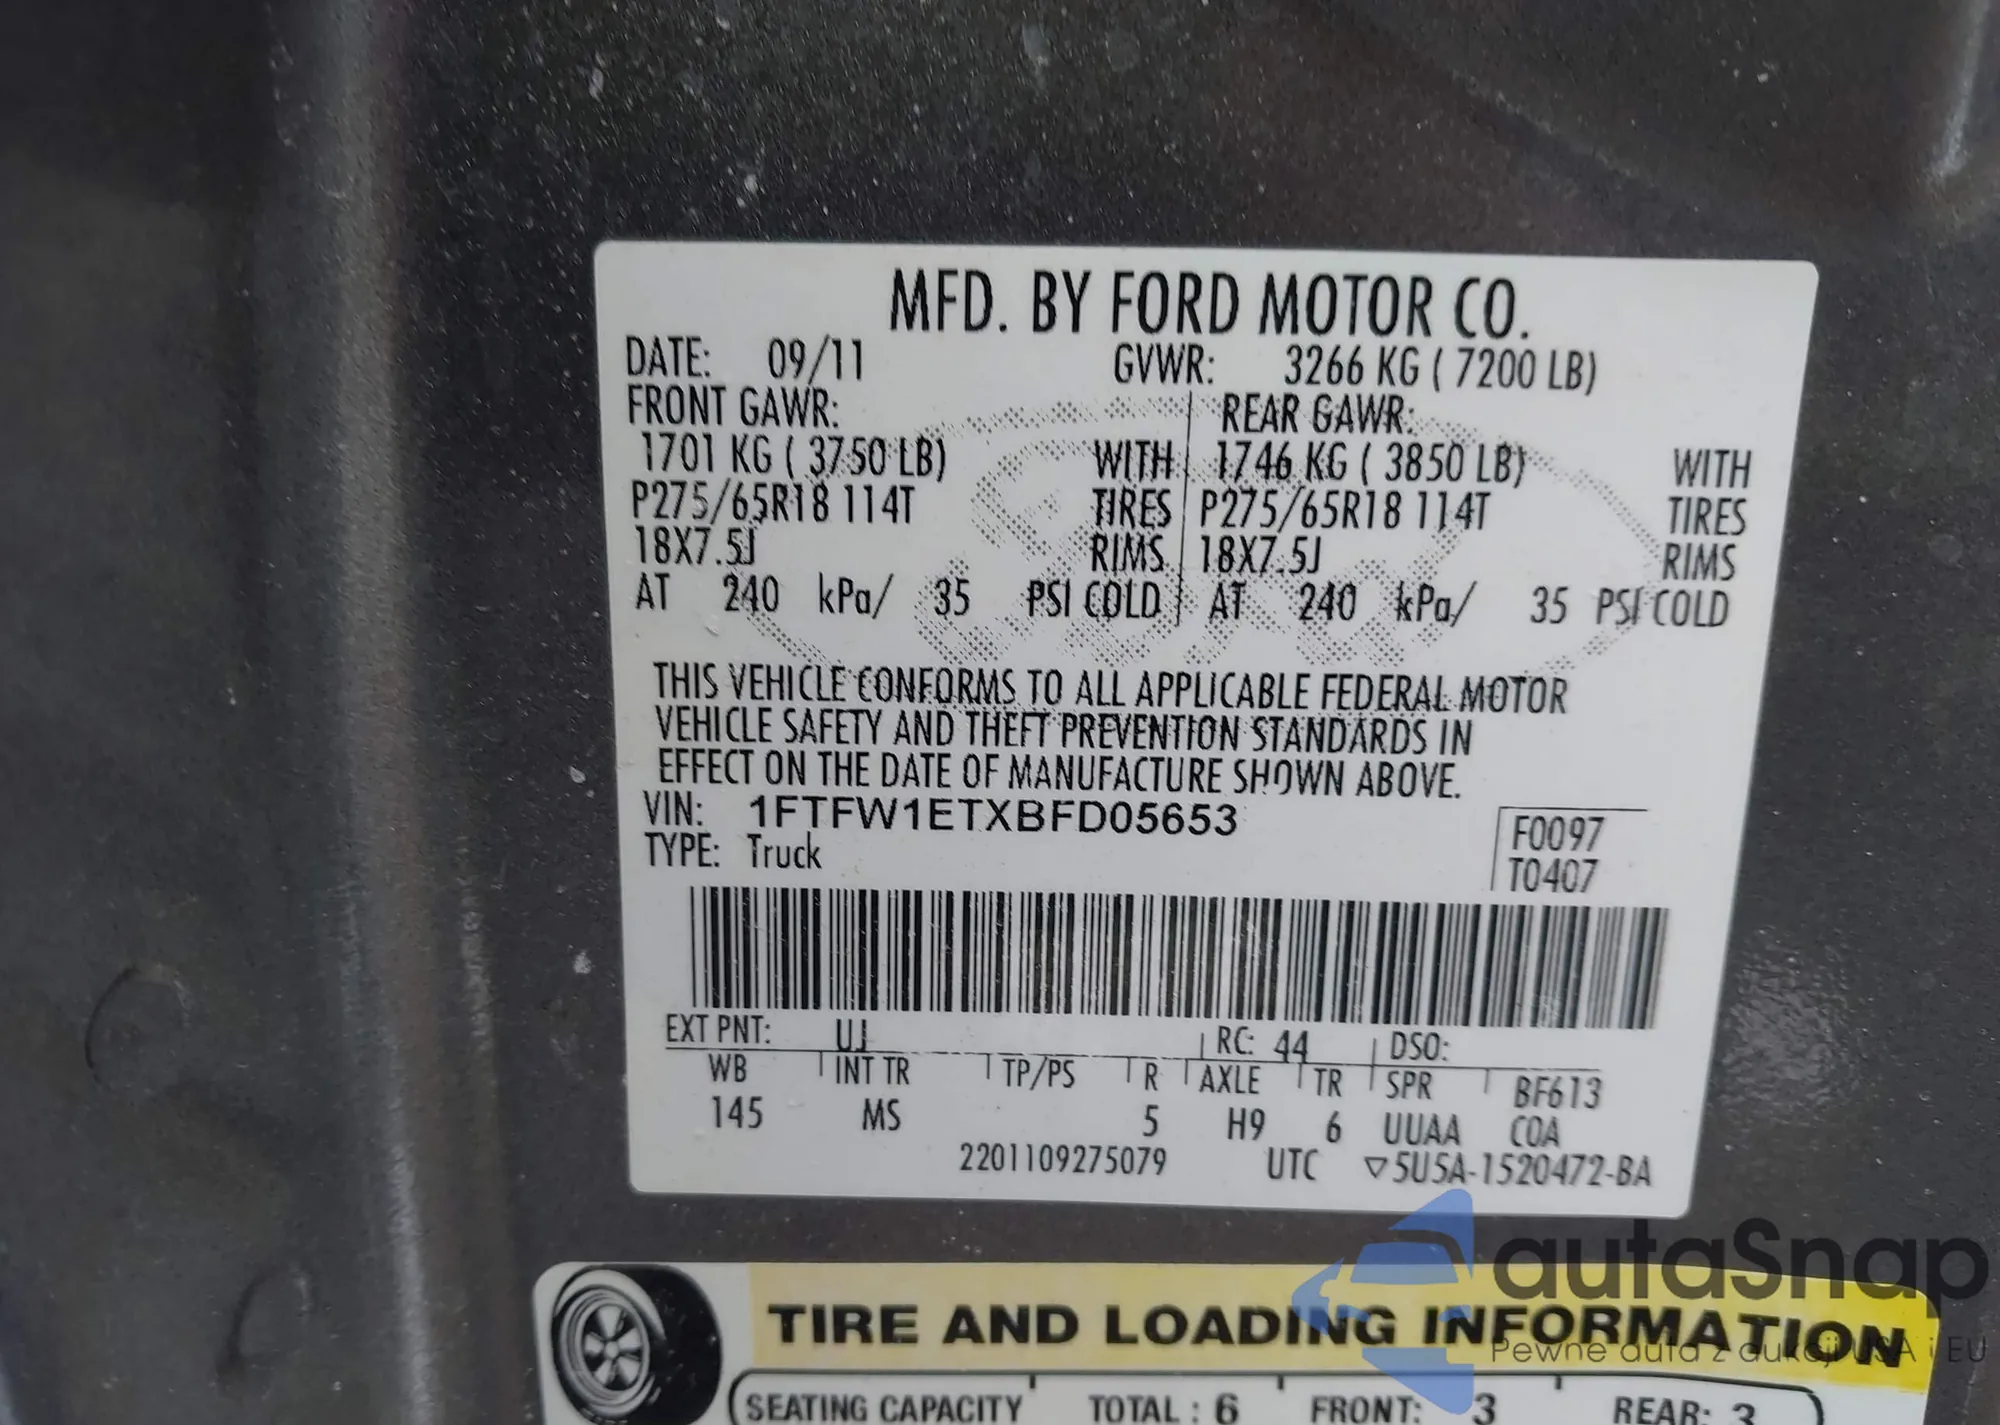 MFD. BY FORD MOTOR CO.
DATE: 09/11 GVWR: 3266 KG ( 7200 LB)
FRONT GAWR: REAR GAWR:
1701 KG ( 3750 LB) WITH 1746 KG ( 3850 LB) WITH
P275/65R18 114T TIRES P275/65R18 114T TIRES
18X7.5J RIMS 18X7.5J RIMS
AT 240 kPa/ 35 PSI COLD AT 240 kPa/ 35 PSI COLD
THIS VEHICLE CONFORMS TO ALL APPLICABLE FEDERAL MOTOR
VEHICLE SAFETY AND THEFT PREVENTION STANDARDS IN
EFFECT ON THE DATE OF MANUFACTURE SHOWN ABOVE.
VIN: 1FTFW1ETXBFD05653
F0097
TYPE: Truck
T0407
EXT PNT: UJ RC: 44 DSO:
WB INT TR TP/PS R AXLE TR SPR BF613
145 MS 5 H9 6 UUAA COA
2201109275079 UTC ▽5U5A-1520472-BA
autaSnap
TIRE AND LOADING INFORMATION
Pewne auta z aukcji USA i EU
SEATING CAPACITY TOTAL : 6 FRONT: 3 REAR: 3